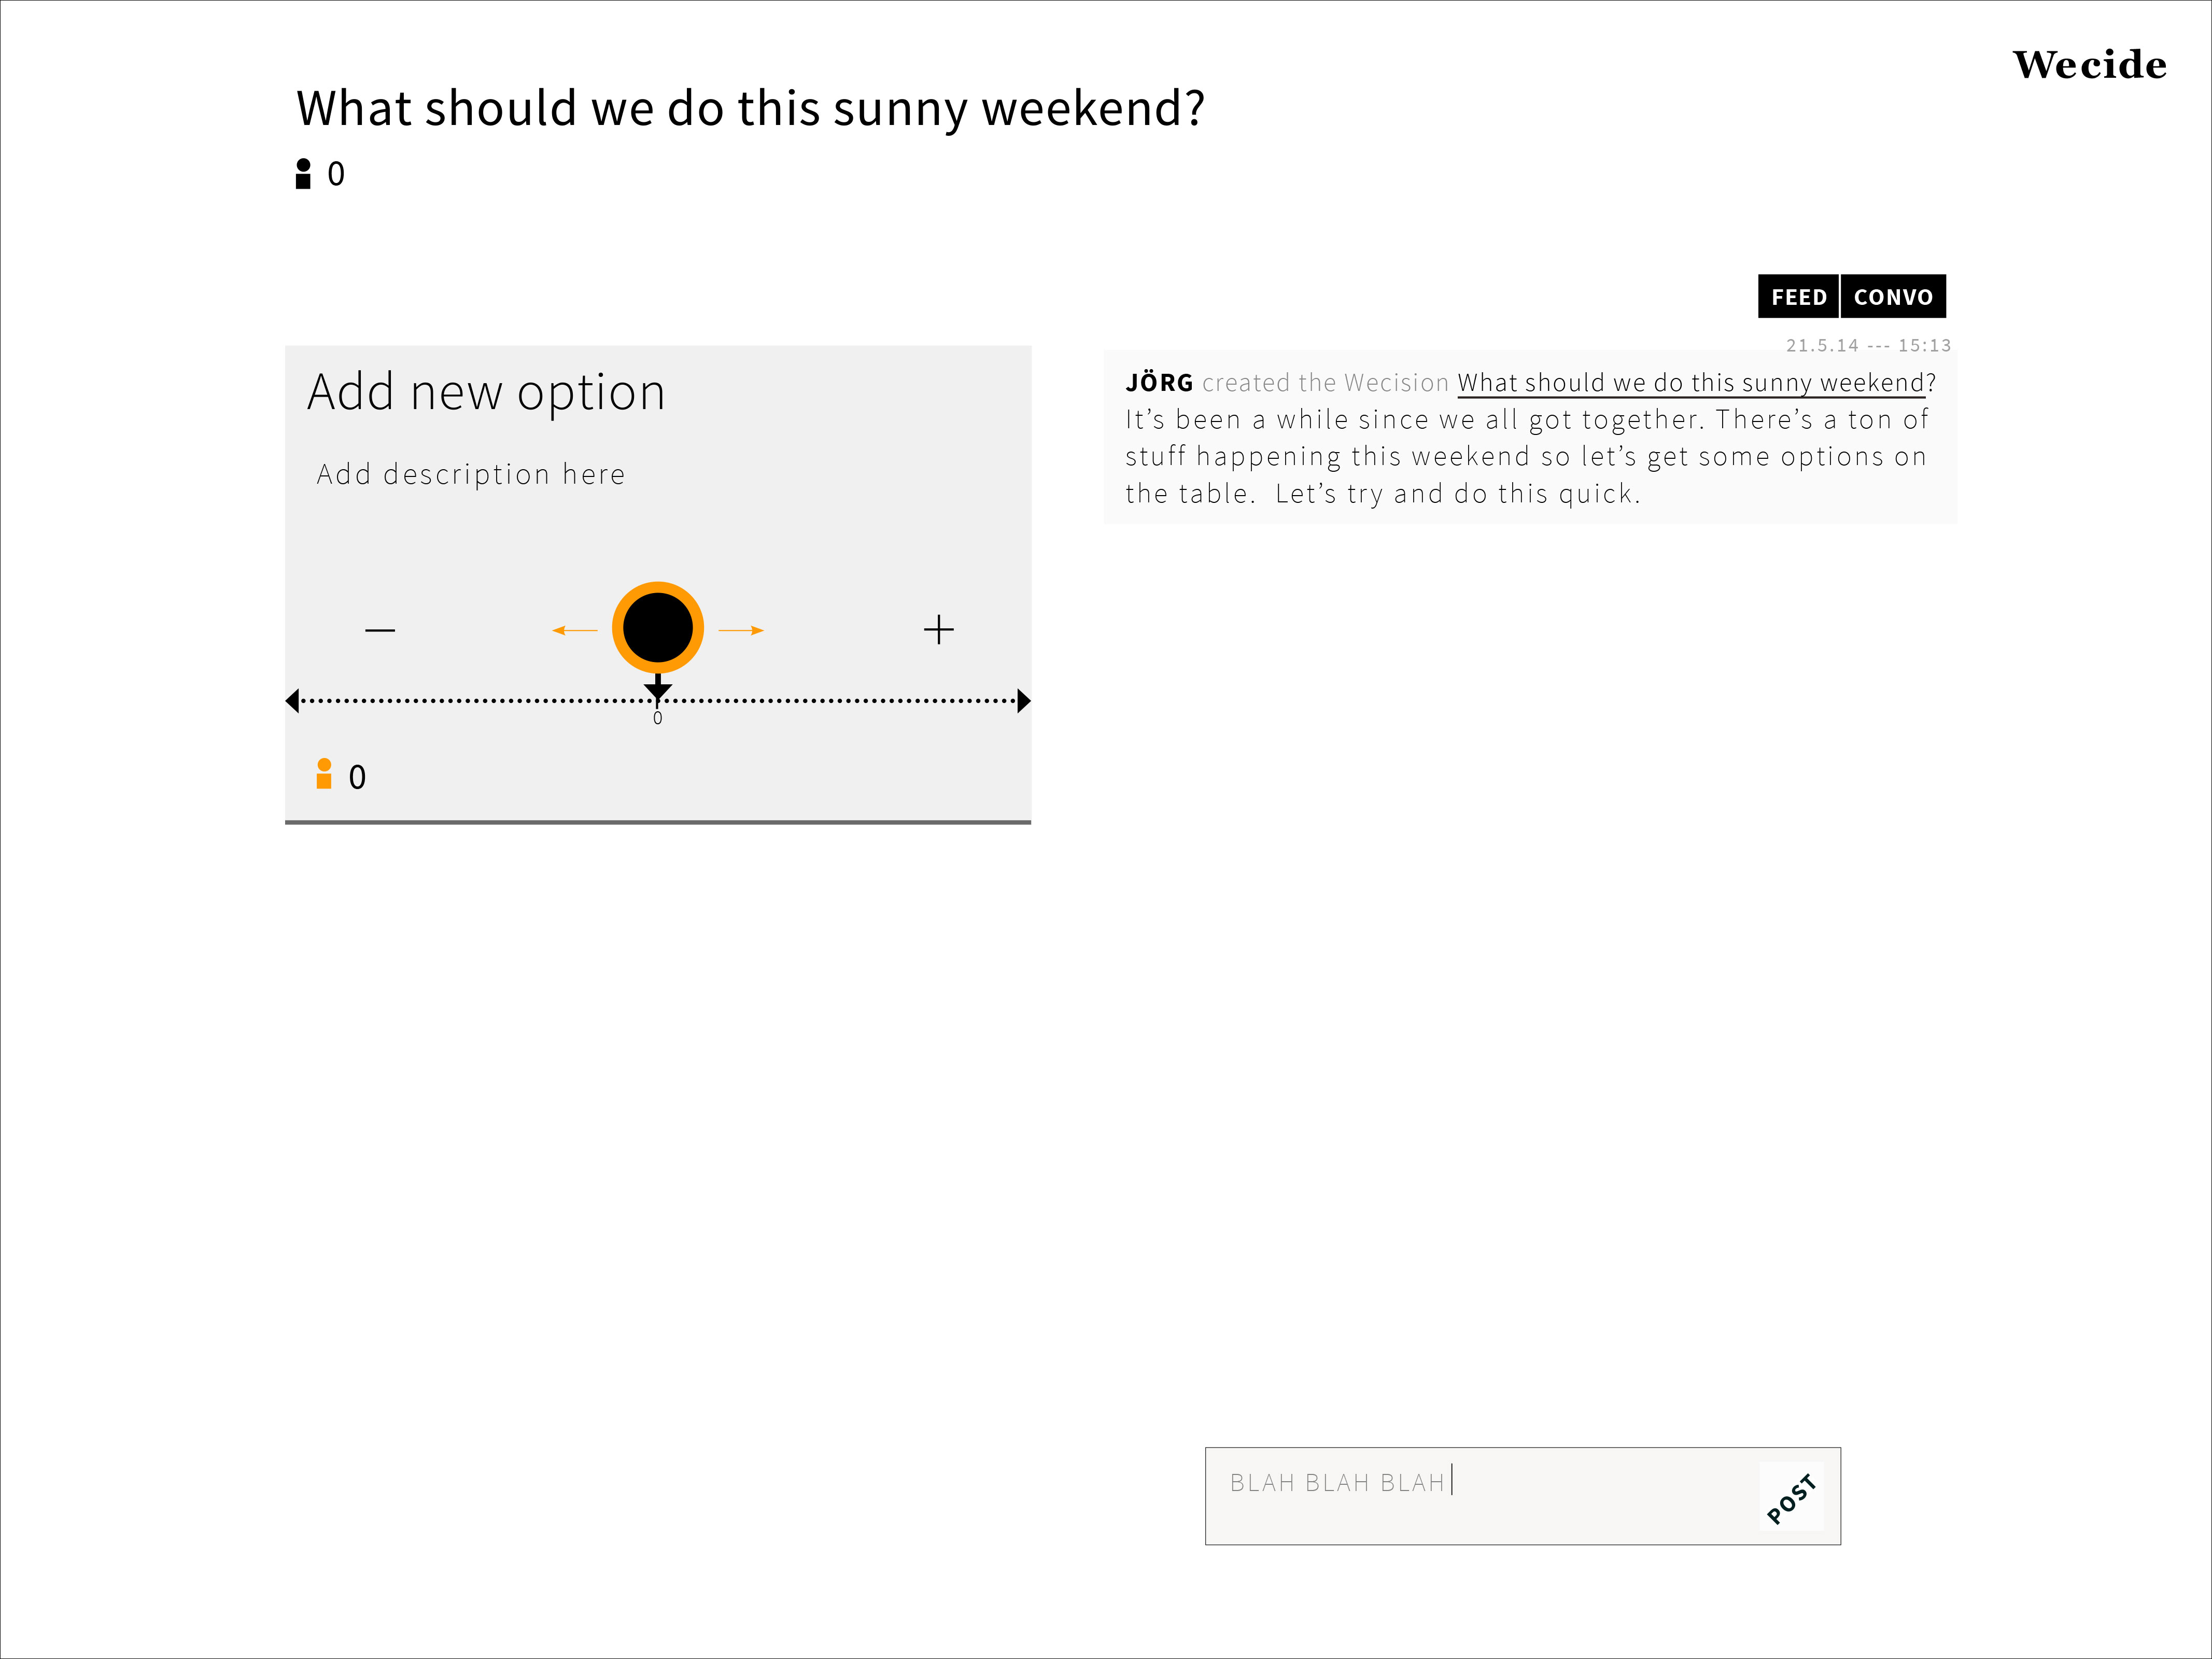 Wecide
What should we do this sunny weekend?
0
FEED CONVO
21.5.14 --- 15:13
Add new option
Add description here
– +
0
0
JÖRG created the Wecision What should we do this sunny weekend?
It’s been a while since we all got together. There’s a ton of
stuff happening this weekend so let’s get some options on
the table.  Let’s try and do this quick.
BLAH BLAH BLAH
POST